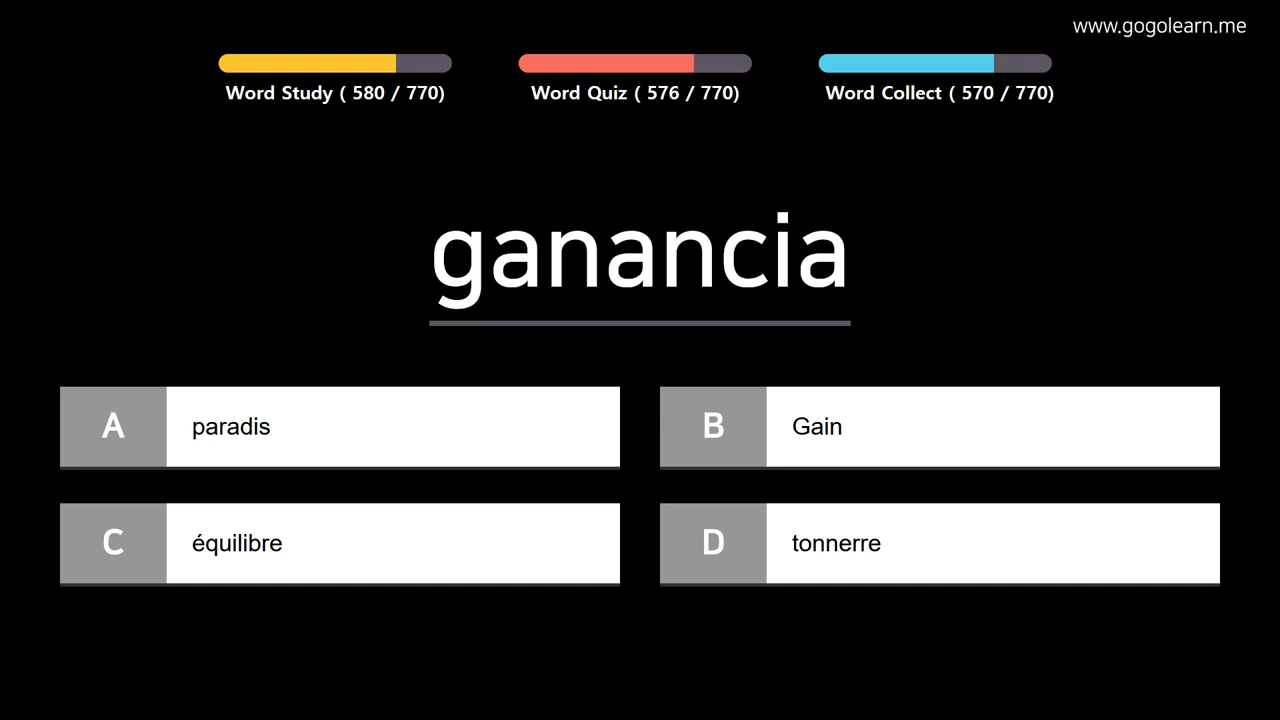 www.gogolearn.me
Word Study ( 580 / 770)
Word Quiz ( 576 / 770)
Word Collect ( 570 / 770)
ganancia
A paradis
B Gain
C équilibre
D tonnerre